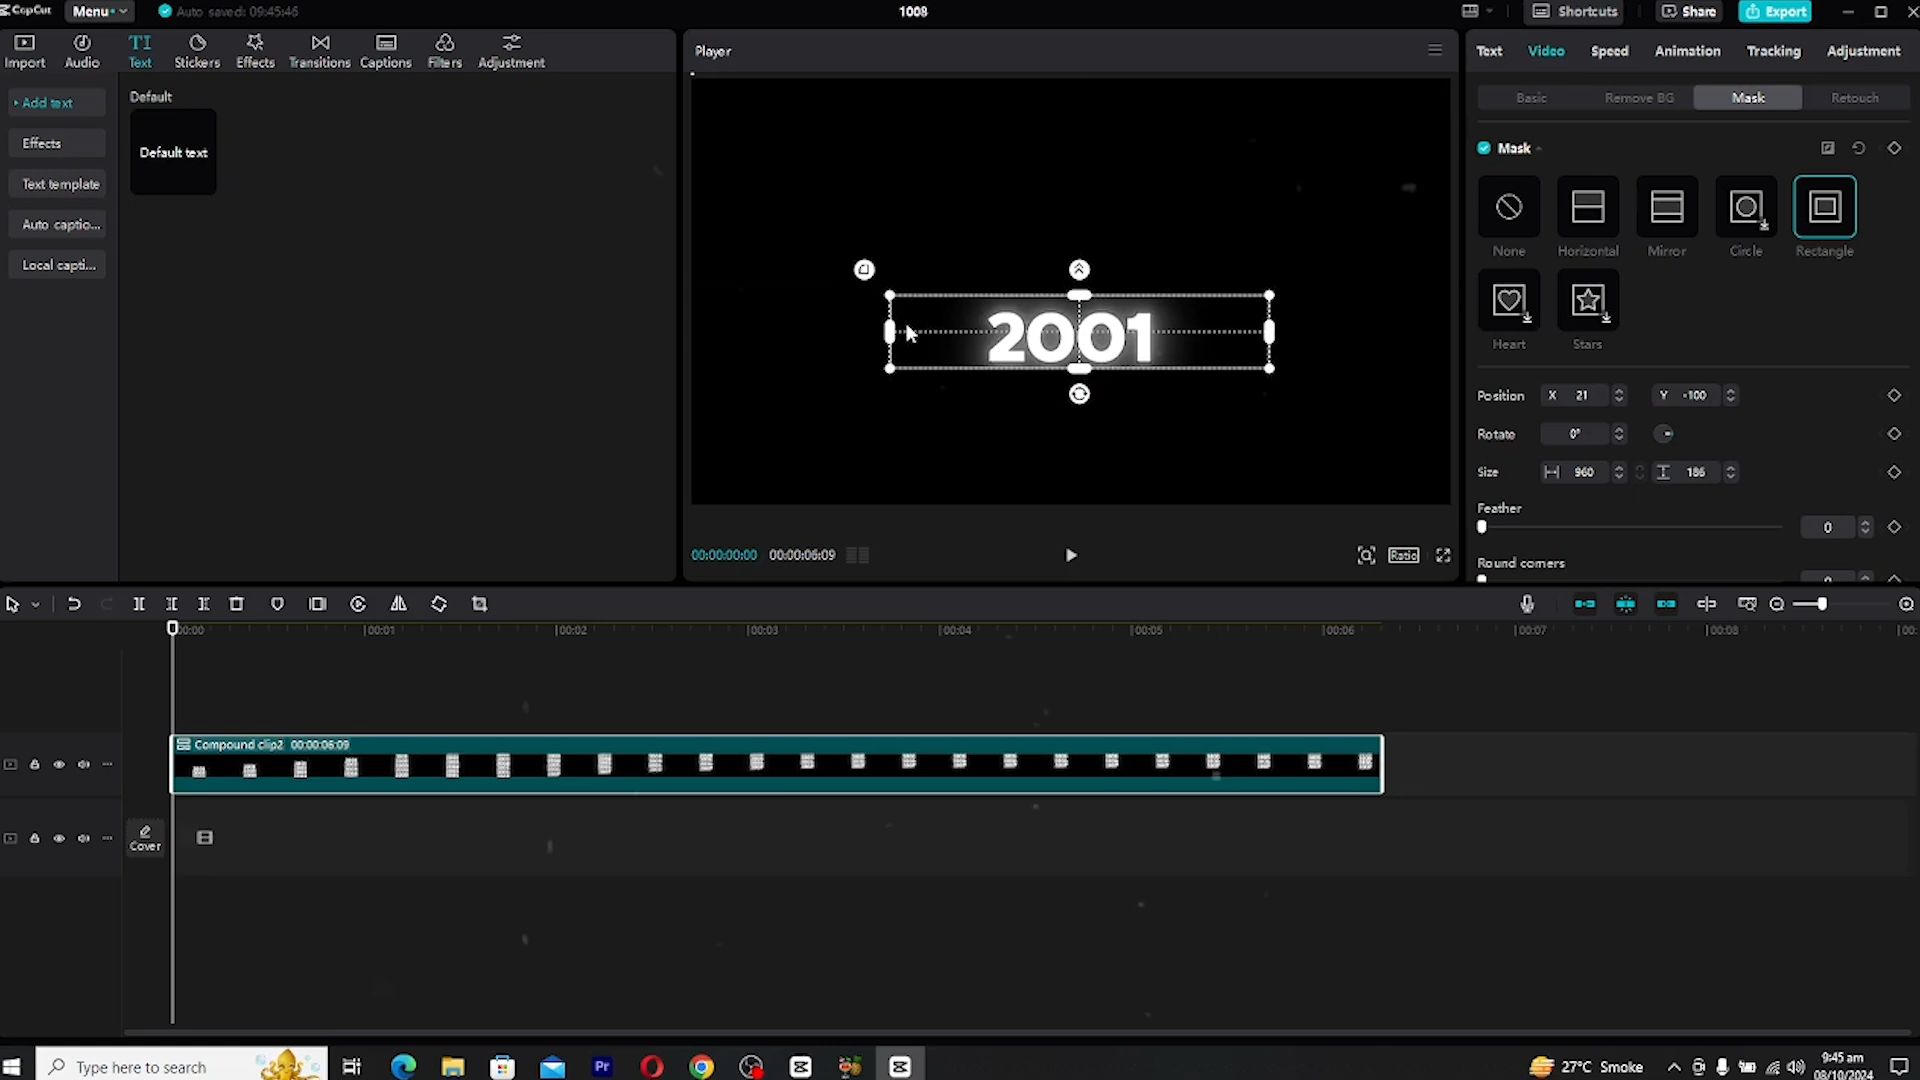 CapCut Menu Auto saved: 09:45:46 1008 Shortcuts Share Export
Import Audio Text Stickers Effects Transitions Captions Filters Adjustment
TI
Player
Text Video Speed Animation Tracking Adjustment
Basic Remove BG Mask Retouch
Add text
Effects
Text template
Auto captio...
Local capti...
Default
Default text
2001
Mask
None Horizontal Mirror Circle Rectangle
Heart Stars
Position X 21 Y -100
Rotate 0°
Size 960 186
Feather
0
Round corners
00:00:00:00 00:00:06:09
Ratio
00:00 00:01 00:02 00:03 00:04 00:05 00:06 00:07 00:08 00:
Compound clip2 00:00:06:09
Cover
Type here to search
Pr
27°C Smoke
9:45 am
08/10/2024